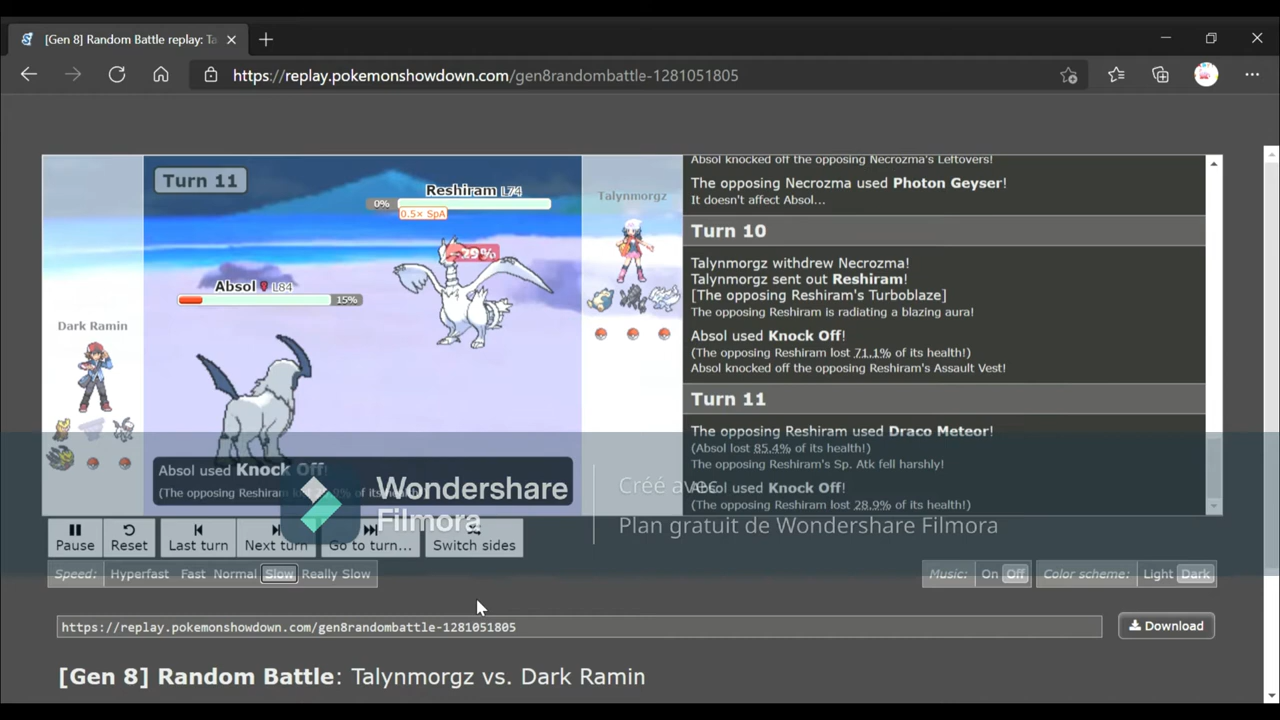 [Gen 8] Random Battle replay: Ta
https://replay.pokemonshowdown.com/gen8randombattle-1281051805
Turn 11
Reshiram L74
0%
0.5× SpA
29%
Absol L84
15%
Dark Ramin
Talynmorgz
Absol used Knock Off!
(The opposing Reshiram lost of its
Absol knocked off the opposing Necrozma's Leftovers!
The opposing Necrozma used Photon Geyser!
It doesn't affect Absol...
Turn 10
Talynmorgz withdrew Necrozma!
Talynmorgz sent out Reshiram!
[The opposing Reshiram's Turboblaze]
The opposing Reshiram is radiating a blazing aura!
Absol used Knock Off!
(The opposing Reshiram lost 71.1% of its health!)
Absol knocked off the opposing Reshiram's Assault Vest!
Turn 11
The opposing Reshiram used Draco Meteor!
(Absol lost 85.4% of its health!)
The opposing Reshiram's Sp. Atk fell harshly!
Absol used Knock Off!
(The opposing Reshiram lost 28.9% of its health!)
Wondershare
Filmora
Créé avec
Plan gratuit de Wondershare Filmora
Pause Reset Last turn Next turn Go to turn... Switch sides
Speed: Hyperfast Fast Normal Slow Really Slow
Music: On Off Color scheme: Light Dark
https://replay.pokemonshowdown.com/gen8randombattle-1281051805
Download
[Gen 8] Random Battle: Talynmorgz vs. Dark Ramin